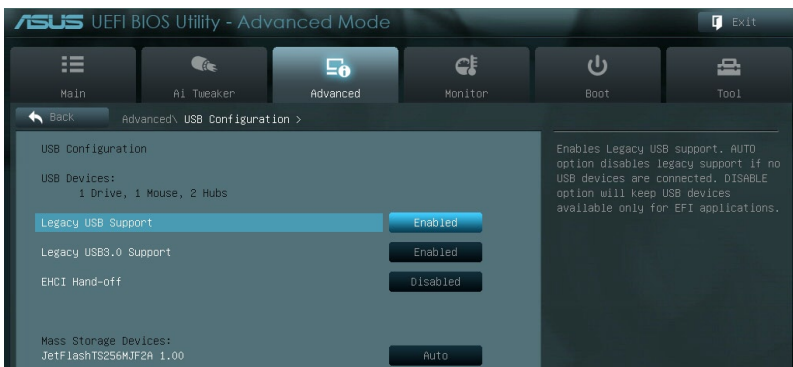 ASUS UEFI BIOS Utility - Advanced Mode
Exit
Main
Ai Tweaker
Advanced
Monitor
Boot
Tool
Back
Advanced\ USB Configuration >
USB Configuration
USB Devices:
1 Drive, 1 Mouse, 2 Hubs
Legacy USB Support
Enabled
Legacy USB3.0 Support
Enabled
EHCI Hand-off
Disabled
Mass Storage Devices:
JetFlashTS256MJF2A 1.00
Auto
Enables Legacy USB support. AUTO
option disables legacy support if no
USB devices are connected. DISABLE
option will keep USB devices
available only for EFI applications.